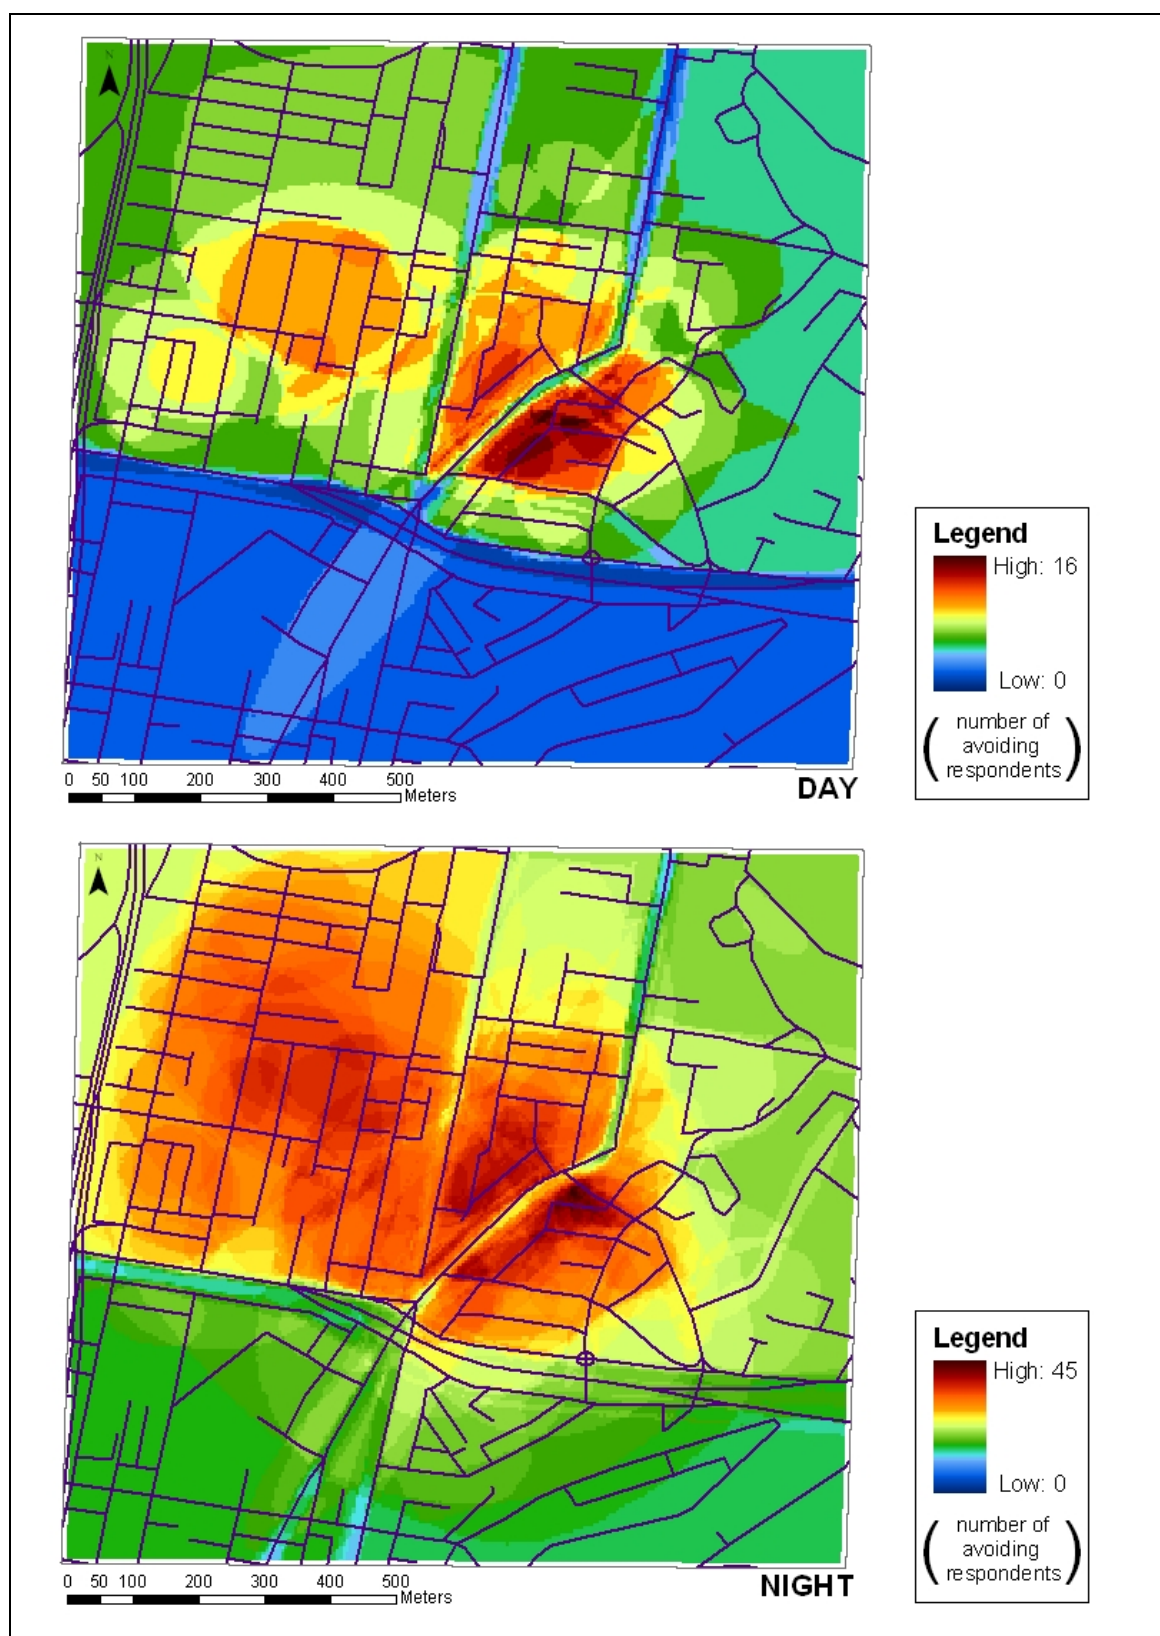 N
Legend
High: 16
Low: 0
( number of
avoiding
respondents )
0 50 100 200 300 400 500
Meters
DAY
N
Legend
High: 45
Low: 0
( number of
avoiding
respondents )
0 50 100 200 300 400 500
Meters
NIGHT